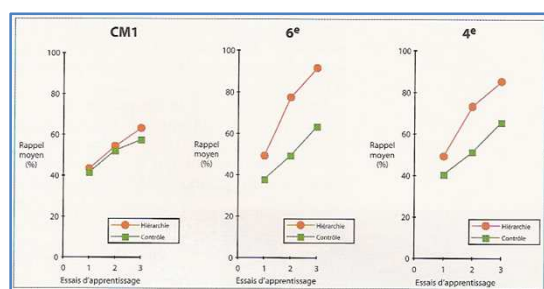 CM1
100
80
60
Rappel
moyen
(%)
40
20
0
Hiérarchie
Contrôle
0 1 2 3
Essais d'apprentissage
6e
100
80
60
Rappel
moyen
(%)
40
20
0
Hiérarchie
Contrôle
0 1 2 3
Essais d'apprentissage
4e
100
80
60
Rappel
moyen
(%)
40
20
0
Hiérarchie
Contrôle
0 1 2 3
Essais d'apprentissage